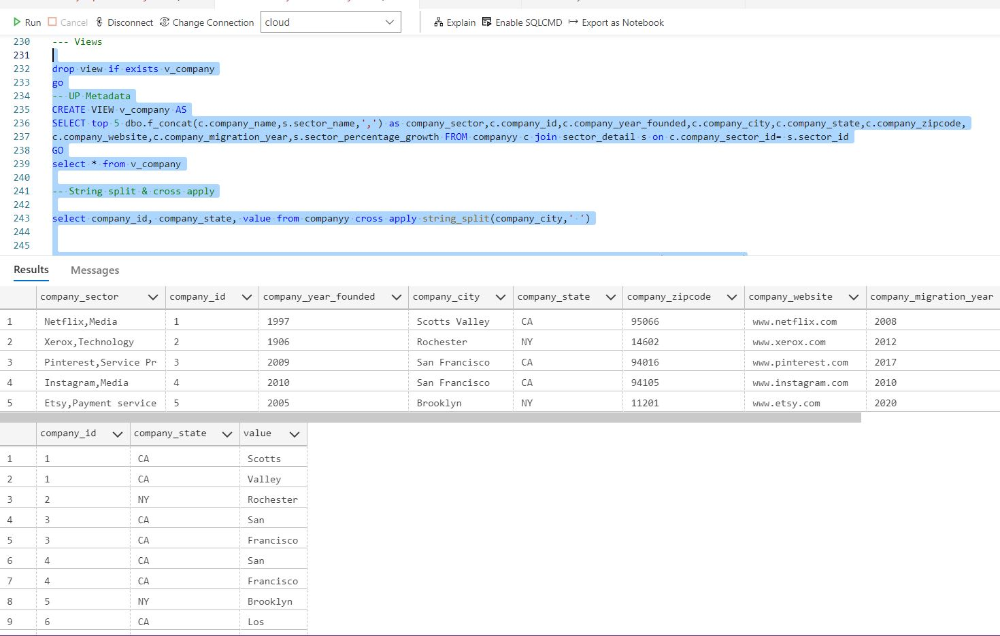 Run Cancel Disconnect Change Connection cloud Explain Enable SQLCMD Export as Notebook
230 --- Views
231
232 drop view if exists v_company
233 go
234 -- UP Metadata
235 CREATE VIEW v_company AS
236 SELECT top 5 dbo.f_concat(c.company_name,s.sector_name,',') as company_sector,c.company_id,c.company_year_founded,c.company_city,c.company_state,c.company_zipcode,
237 c.company_website,c.company_migration_year,s.sector_percentage_growth FROM companyy c join sector_detail s on c.company_sector_id= s.sector_id
238 GO
239 select * from v_company
240
241 -- String split & cross apply
242
243 select company_id, company_state, value from companyy cross apply string_split(company_city,' ')
244
245
Results Messages
company_sector company_id company_year_founded company_city company_state company_zipcode company_website company_migration_year
1 Netflix,Media 1 1997 Scotts Valley CA 95066 www.netflix.com 2008
2 Xerox,Technology 2 1906 Rochester NY 14602 www.xerox.com 2012
3 Pinterest,Service Pr 3 2009 San Francisco CA 94016 www.pinterest.com 2017
4 Instagram,Media 4 2010 San Francisco CA 94105 www.instagram.com 2010
5 Etsy,Payment service 5 2005 Brooklyn NY 11201 www.etsy.com 2020
company_id company_state value
1 1 CA Scotts
2 1 CA Valley
3 2 NY Rochester
4 3 CA San
5 3 CA Francisco
6 4 CA San
7 4 CA Francisco
8 5 NY Brooklyn
9 6 CA Los